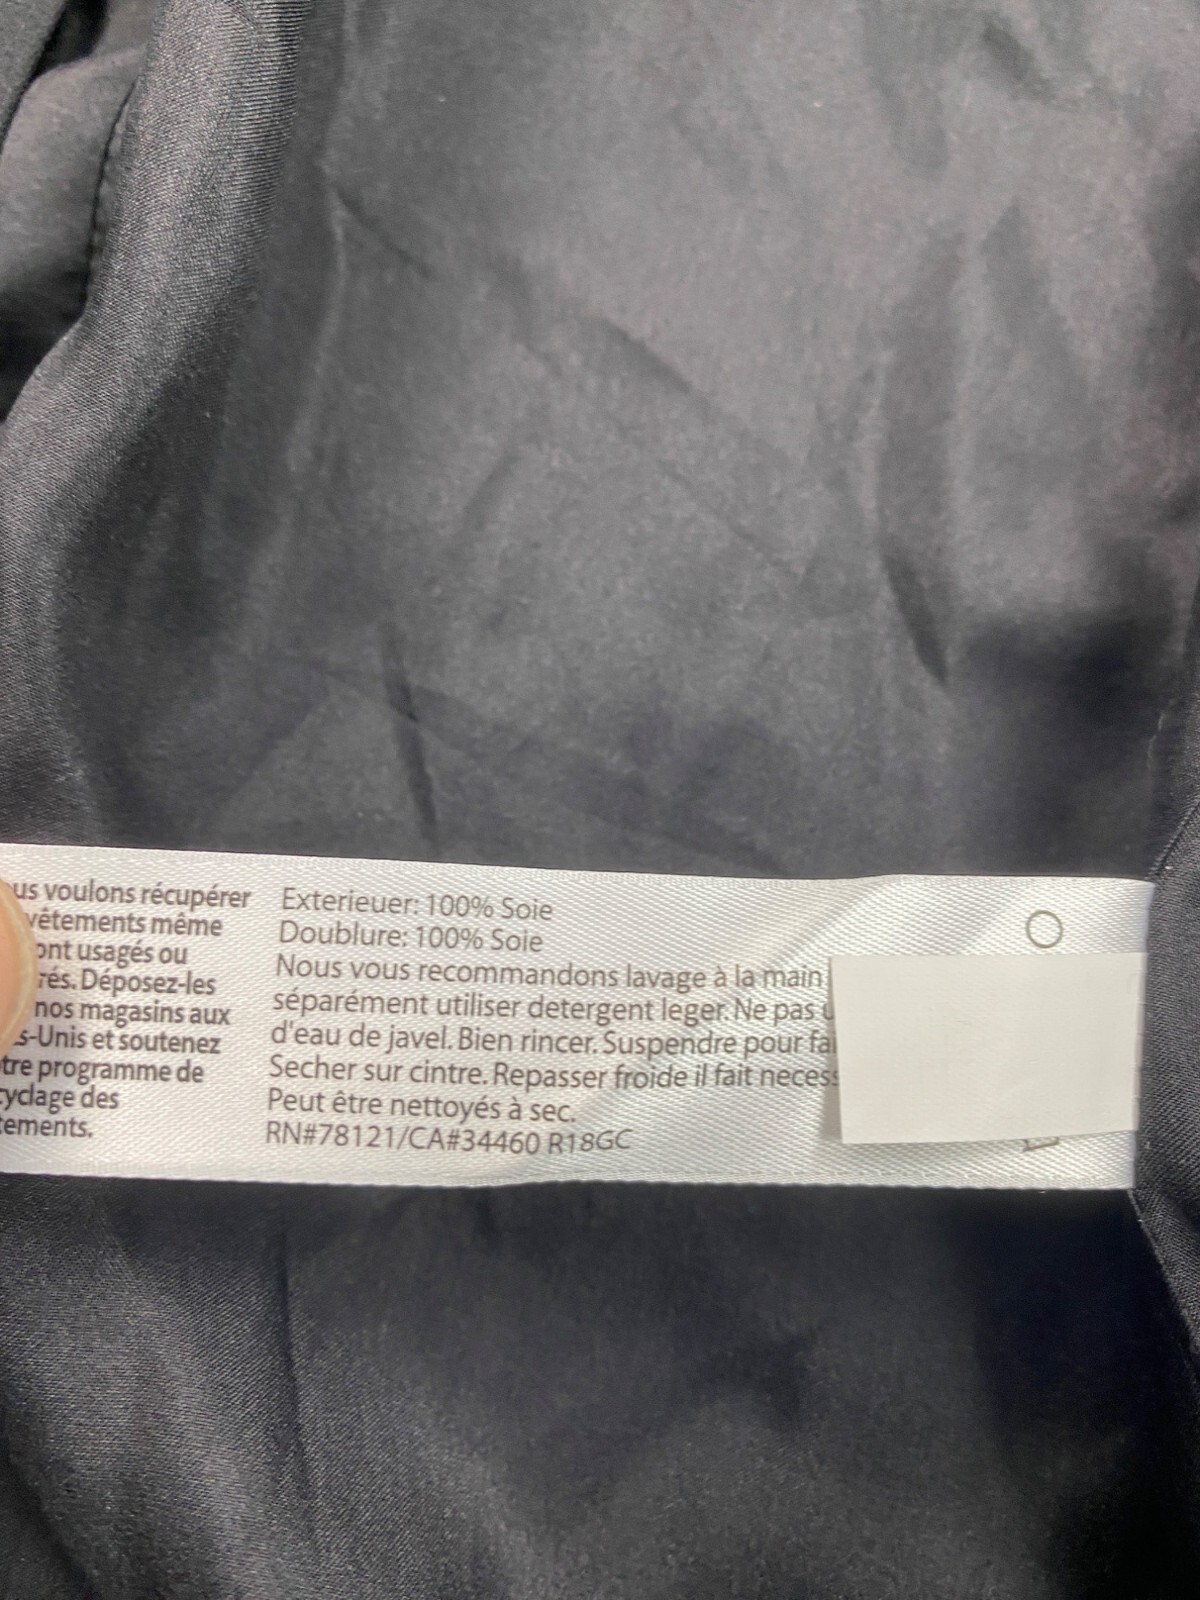 us voulons récupérer
vêtements même
ont usagés ou
rés. Déposez-les
nos magasins aux
s-Unis et soutenez
tre programme de
cyclage des
tements.
Exterieuer: 100% Soie
Doublure: 100% Soie
Nous vous recommandons lavage à la main
séparément utiliser detergent leger. Ne pas
d'eau de javel. Bien rincer. Suspendre pour fai
Secher sur cintre. Repasser froide il fait necess
Peut être nettoyés à sec.
RN#78121/CA#34460 R18GC